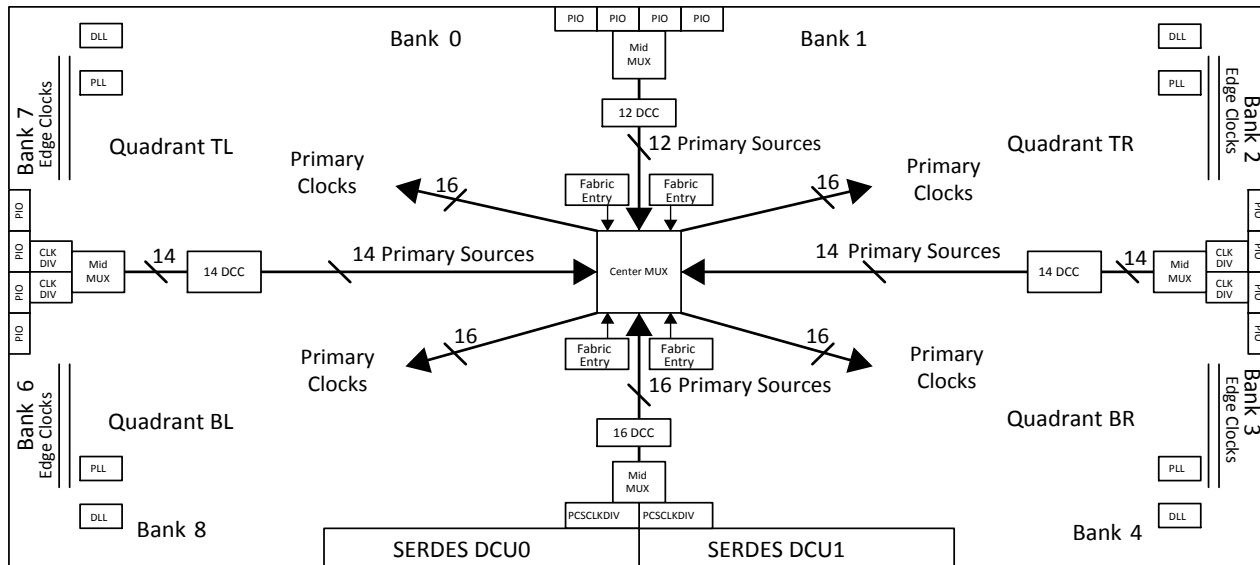 PIO PIO PIO PIO
DLL
Bank 0
Mid
MUX
Bank 1
DLL
PLL
PLL
Bank 7
Edge Clocks
Bank 2
Edge Clocks
12 DCC
Quadrant TL
12 Primary Sources
Quadrant TR
Primary
Clocks
16
Fabric
Entry
Fabric
Entry
16
Primary
Clocks
PIO
PIO
PIO
PIO
CLK
DIV
CLK
DIV
Mid
MUX
14
14 DCC
14 Primary Sources
Center MUX
14 Primary Sources
14 DCC
14
Mid
MUX
CLK
DIV
CLK
DIV
PIO
PIO
PIO
PIO
Primary
Clocks
16
Fabric
Entry
Fabric
Entry
16
Primary
Clocks
16 Primary Sources
Bank 6
Edge Clocks
Quadrant BL
16 DCC
Quadrant BR
Bank 3
Edge Clocks
PLL
Mid
MUX
PLL
DLL
Bank 8
PCSCLKDIV PCSCLKDIV
Bank 4
DLL
SERDES DCU0
SERDES DCU1